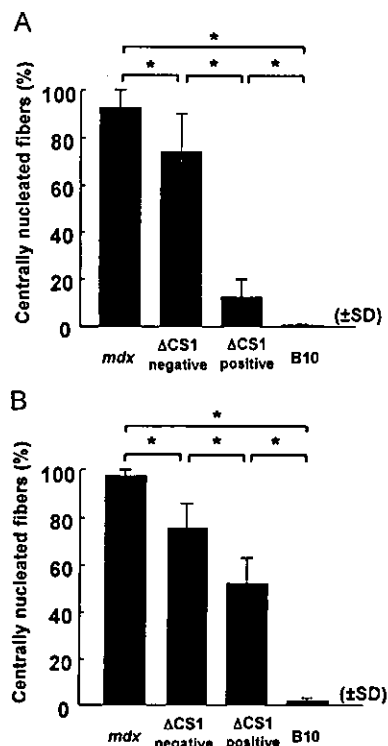 A
*
* * *
Centrally nucleated fibers (%)
100
80
60
40
20
0
(±SD)
mdx
ΔCS1 negative
ΔCS1 positive
B10
B
*
* * *
Centrally nucleated fibers (%)
100
80
60
40
20
0
(±SD)
mdx
ΔCS1 negative
ΔCS1 positive
B10